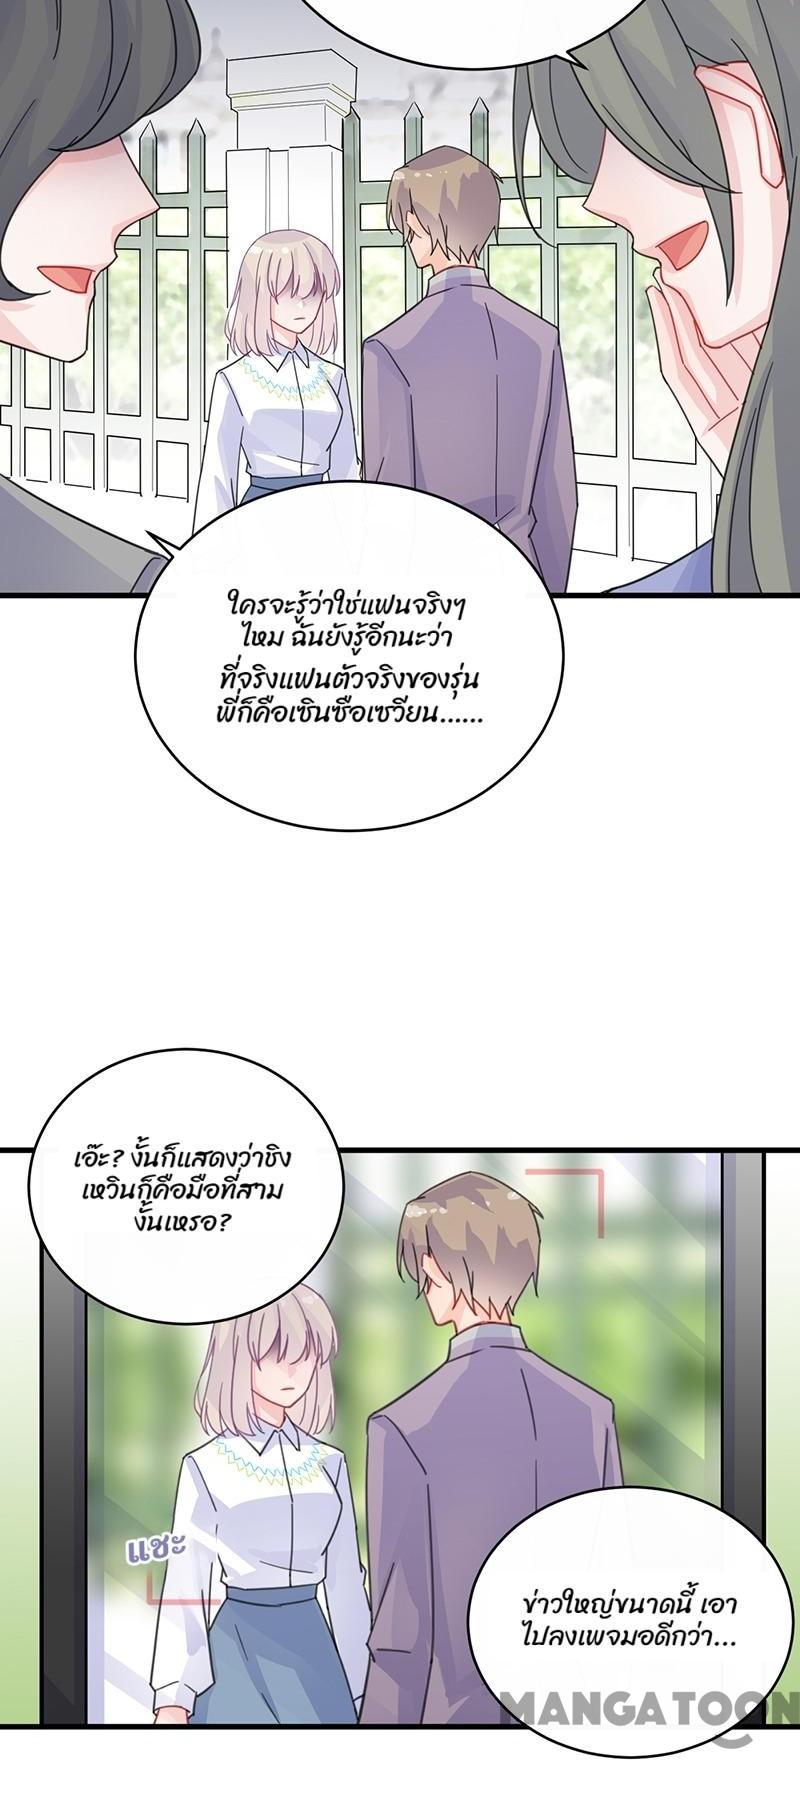 ใครจะรู้ว่าใช่แฟนจริงๆ
ไหม ฉันยังรู้อีกนะว่า
ที่จริงแฟนตัวจริงของรุ่น
พี่ก็คือเซินซือเซวียน......
เอ๊ะ? งั้นก็แสดงว่าชิง
เหวินก็คือมือที่สาม
งั้นเหรอ?
แชะ
ข่าวใหญ่ขนาดนี้ เอา
ไปลงเพจมอดีกว่า...
MANGATOON